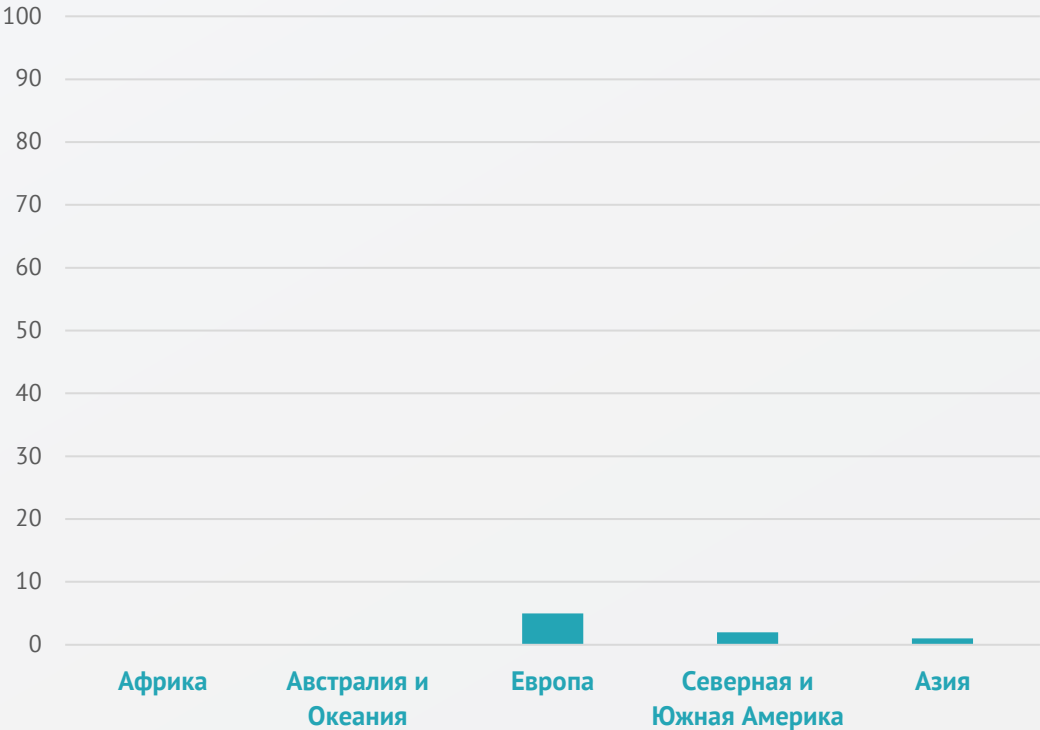 100
90
80
70
60
50
40
30
20
10
0
Африка
Австралия и
Океания
Европа
Северная и
Южная Америка
Азия